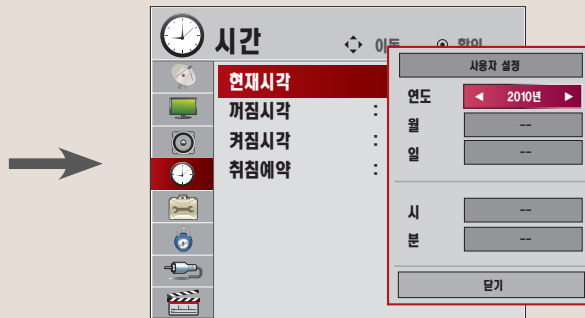 시간
이동
확인
현재시각
꺼짐시각 :
켜짐시각 :
취침예약 :
사용자 설정
연도 ◀ 2010년 ▶
월 --
일 --
시 --
분 --
닫기